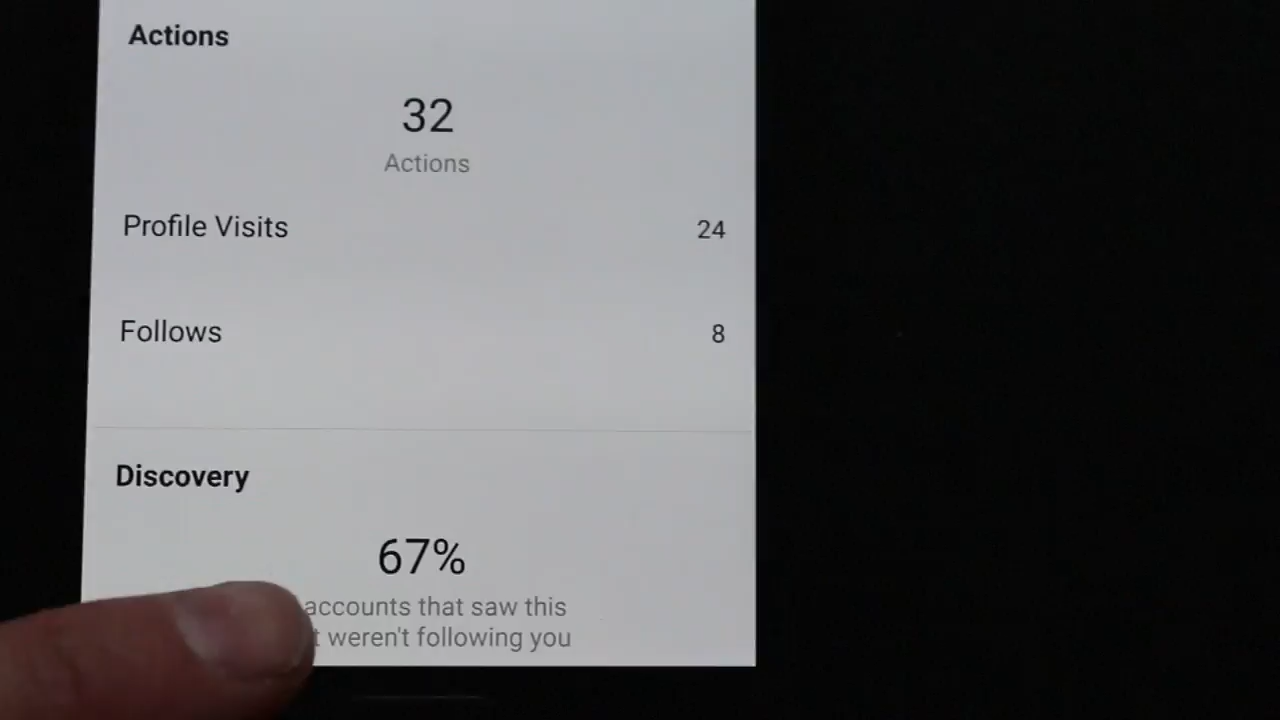 Actions
32
Actions
Profile Visits 24
Follows 8
Discovery
67%
accounts that saw this
weren't following you